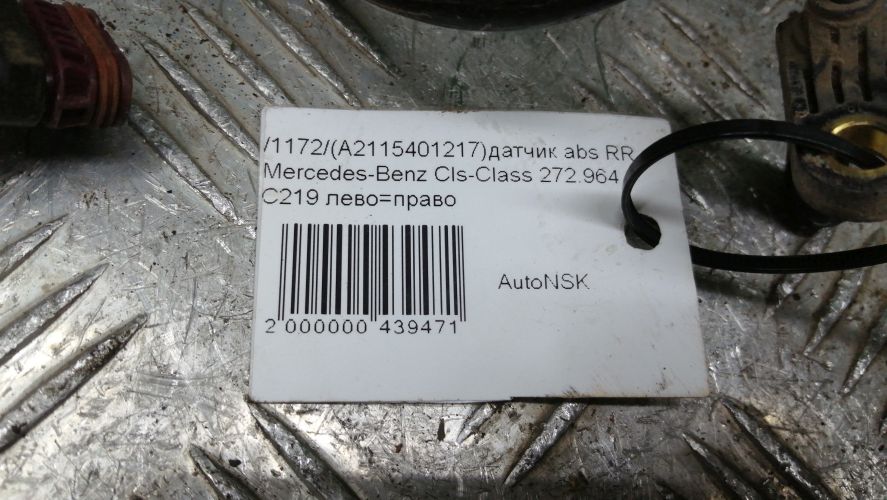 /1172/(A2115401217)датчик abs RR
Mercedes-Benz Cls-Class 272.964
C219 лево=право
AutoNSK
2 000000 439471